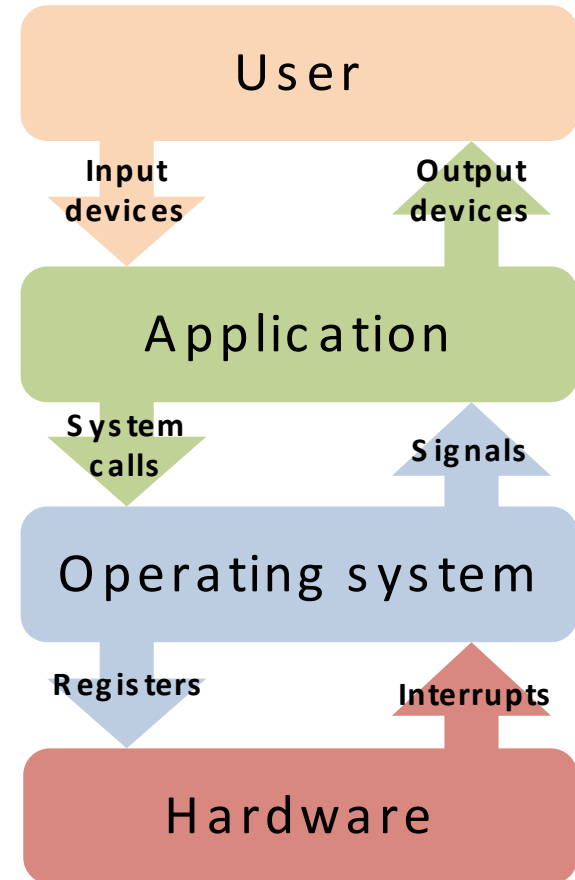 User
Input
devices
Output
devices
Application
System
calls
Signals
Operating system
Registers
Interrupts
Hardware